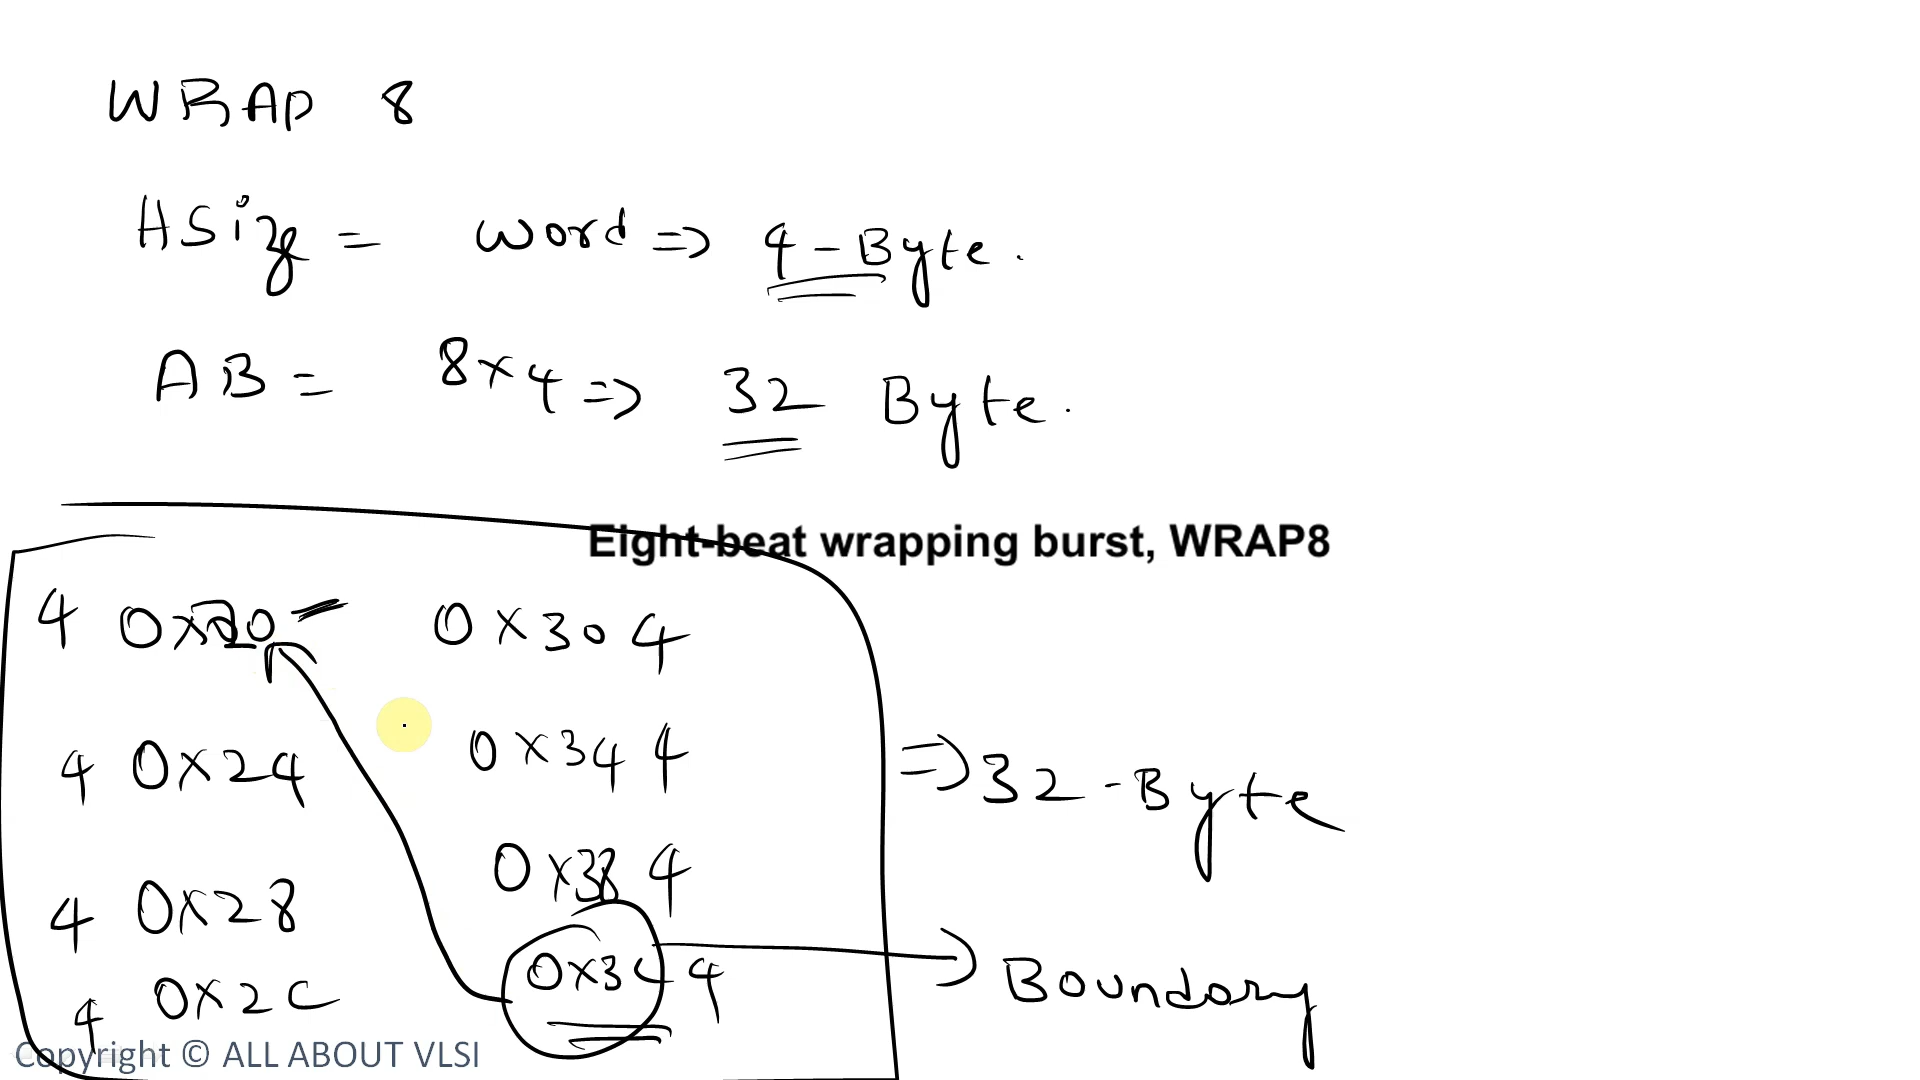 WRAP 8
HSize = word => 4-Byte.
AB = 8x4 => 32 Byte.
Eight-beat wrapping burst, WRAP8
4 0x20 0x30 4
4 0x24 0x34 4
=> 32-Byte
4 0x28 0x38 4
4 0x2C 0x3C 4
Boundary
Copyright © ALL ABOUT VLSI